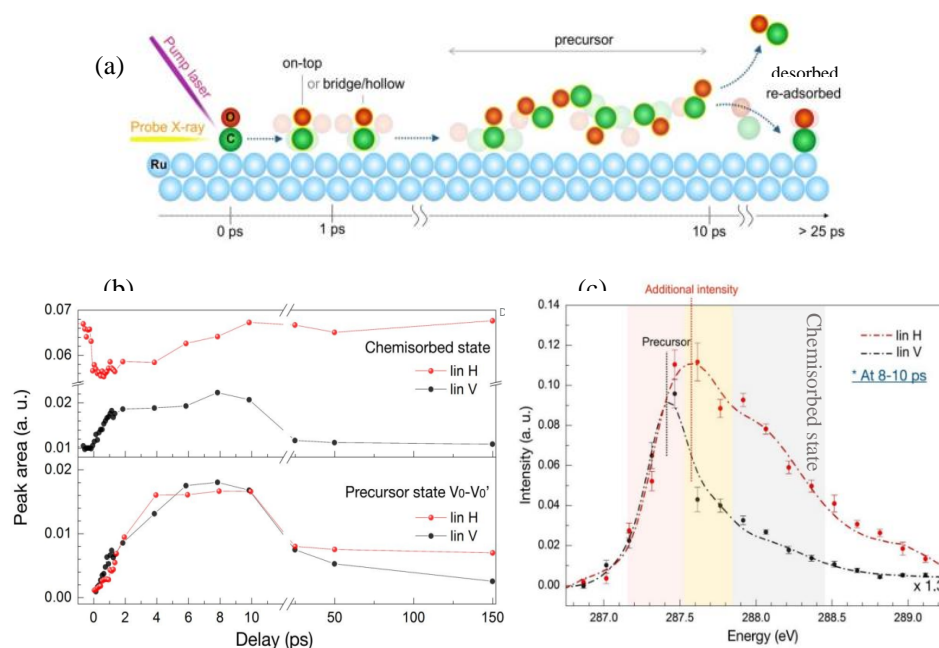 (a)
Pump laser
Probe X-ray
O
C
Ru
on-top
or bridge/hollow
precursor
desorbed
re-adsorbed
0 ps
1 ps
10 ps
> 25 ps
(b)
0.07
0.06
0.02
0.01
0.02
0.01
0.00
Peak area (a. u.)
Chemisorbed state
lin H
lin V
Precursor state V₀-V₀'
lin H
lin V
0 2 4 6 8 10 50 100 150
Delay (ps)
(c)
Additional intensity
Precursor
Chemisorbed state
lin H
lin V
* At 8-10 ps
0.14
0.12
0.10
0.08
0.06
0.04
0.02
0.00
Intensity (a. u.)
287.0 287.5 288.0 288.5 289.0
Energy (eV)